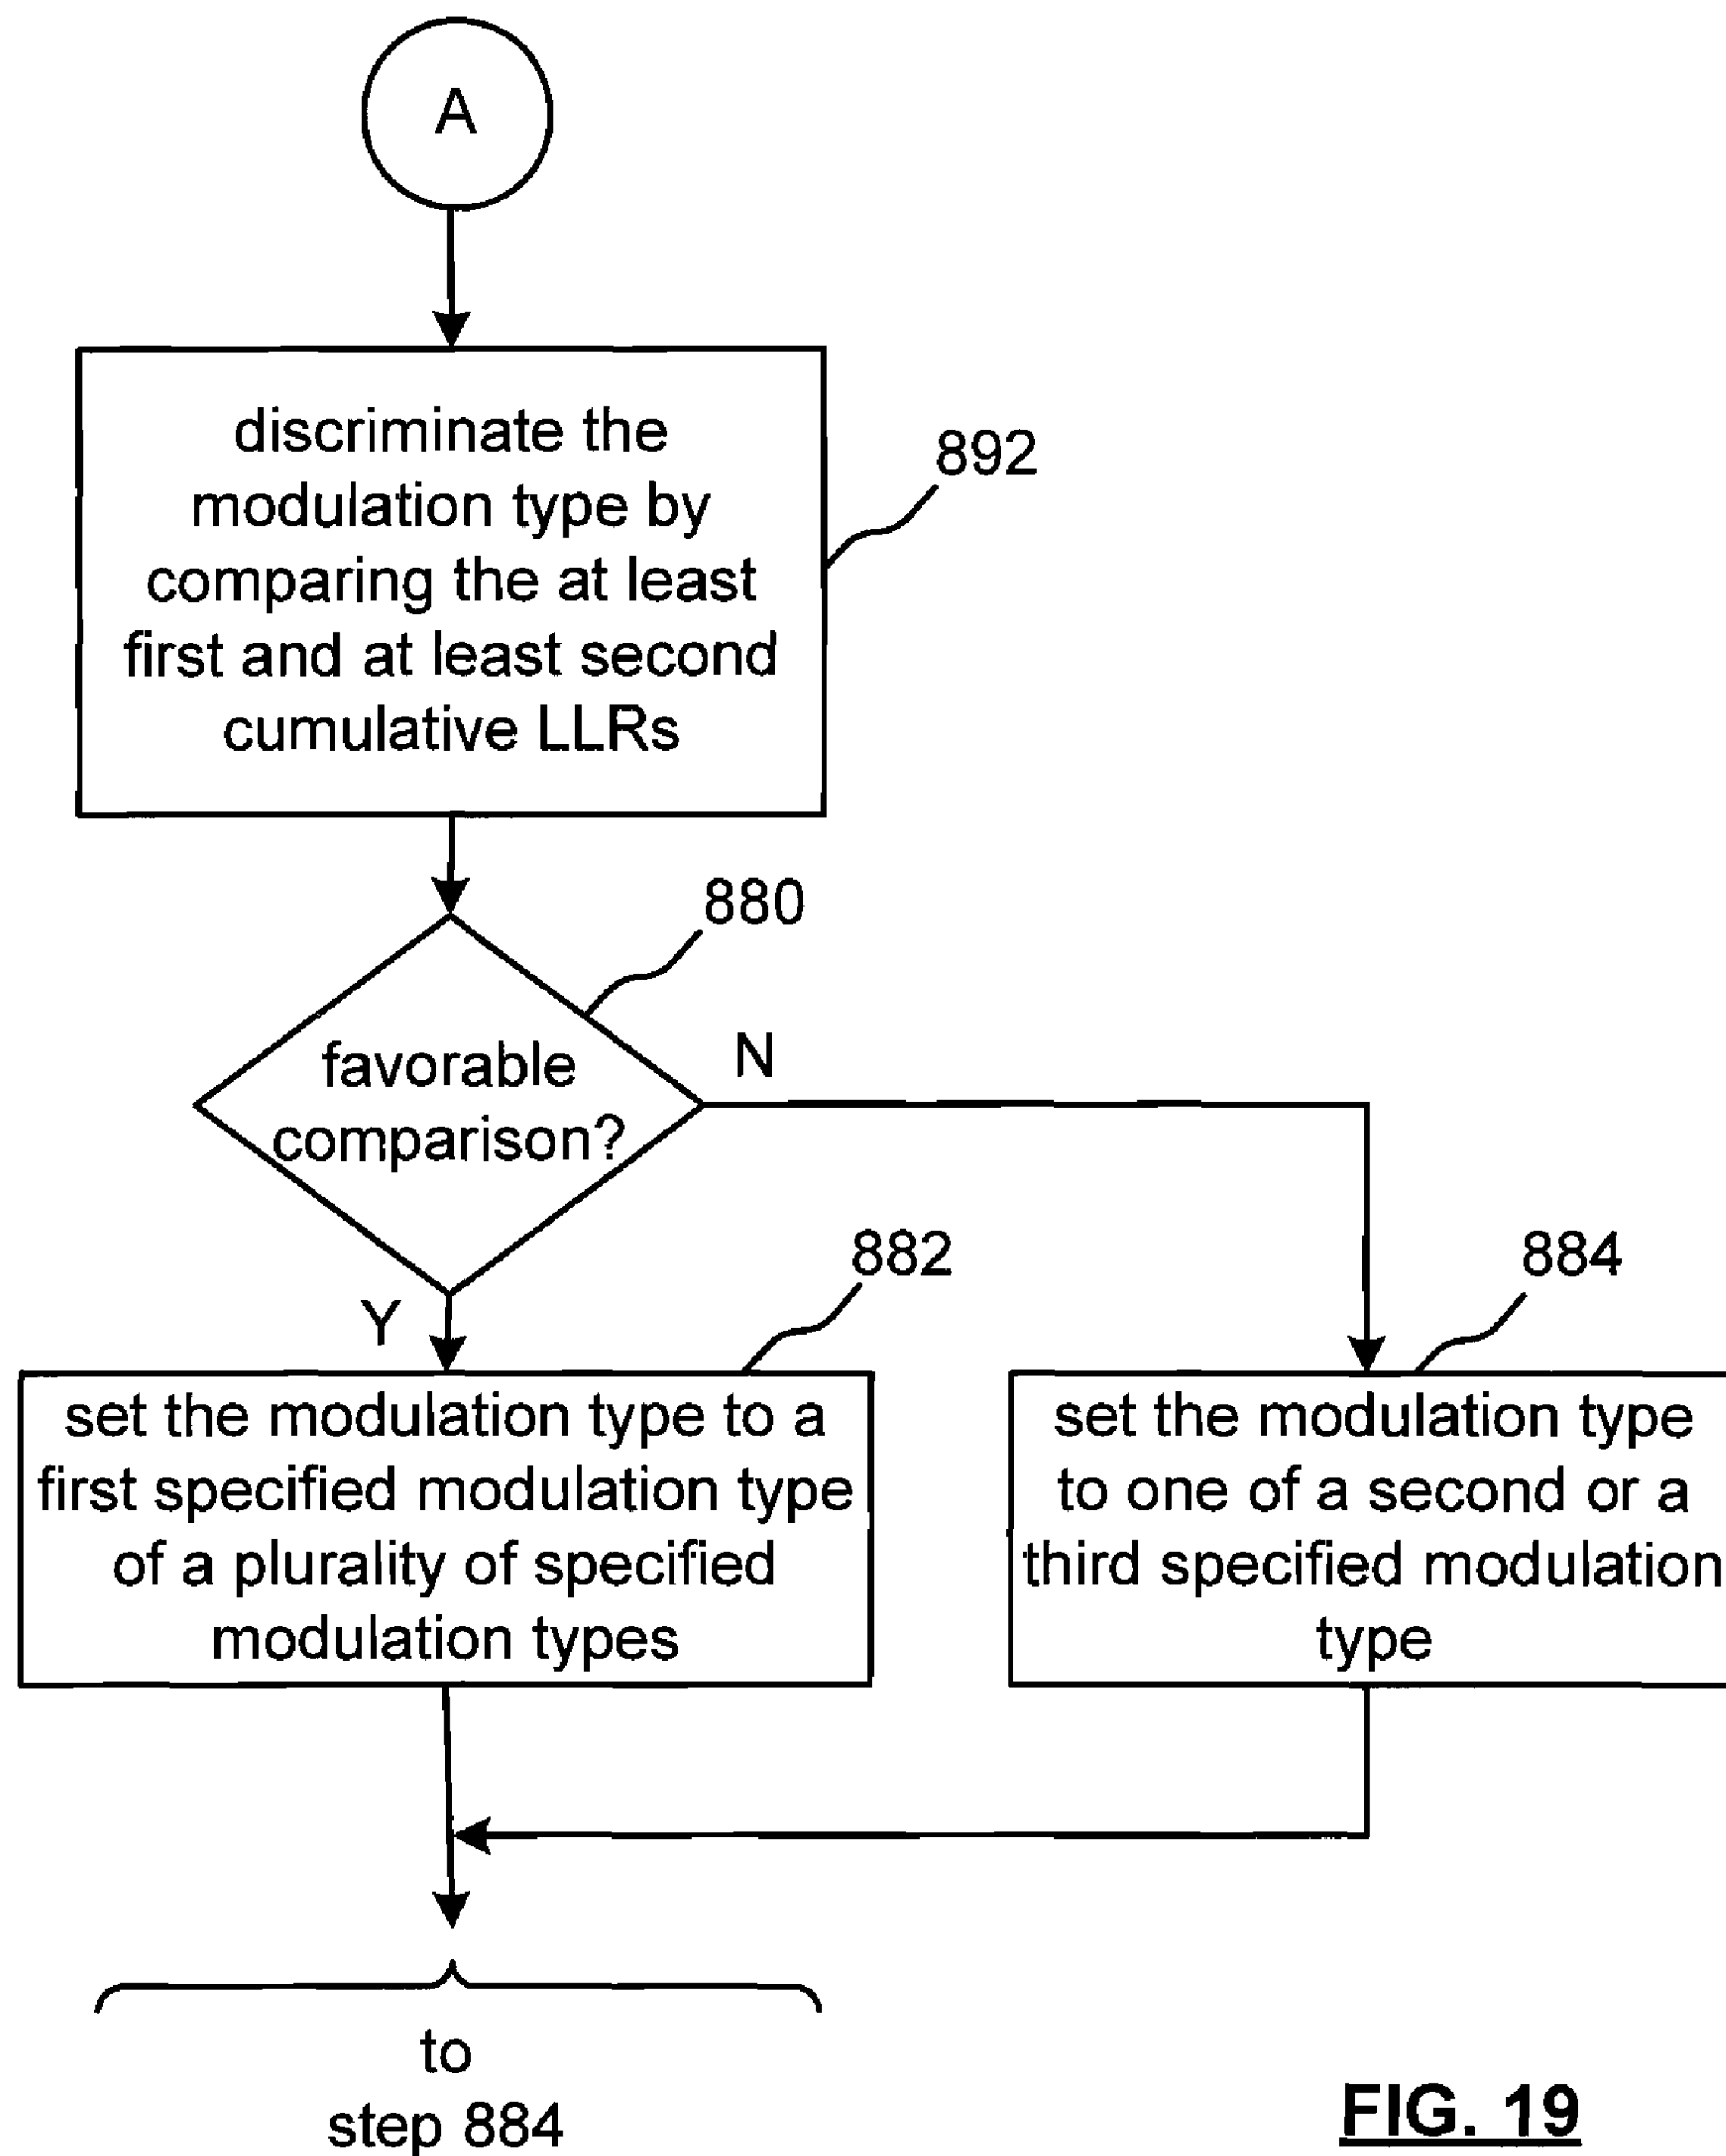 A
discriminate the
modulation type by
comparing the at least
first and at least second
cumulative LLRs
892
880
favorable
comparison?
N
Y
882
884
set the modulation type to a
first specified modulation type
of a plurality of specified
modulation types
set the modulation type
to one of a second or a
third specified modulation
type
to
step 884
FIG. 19